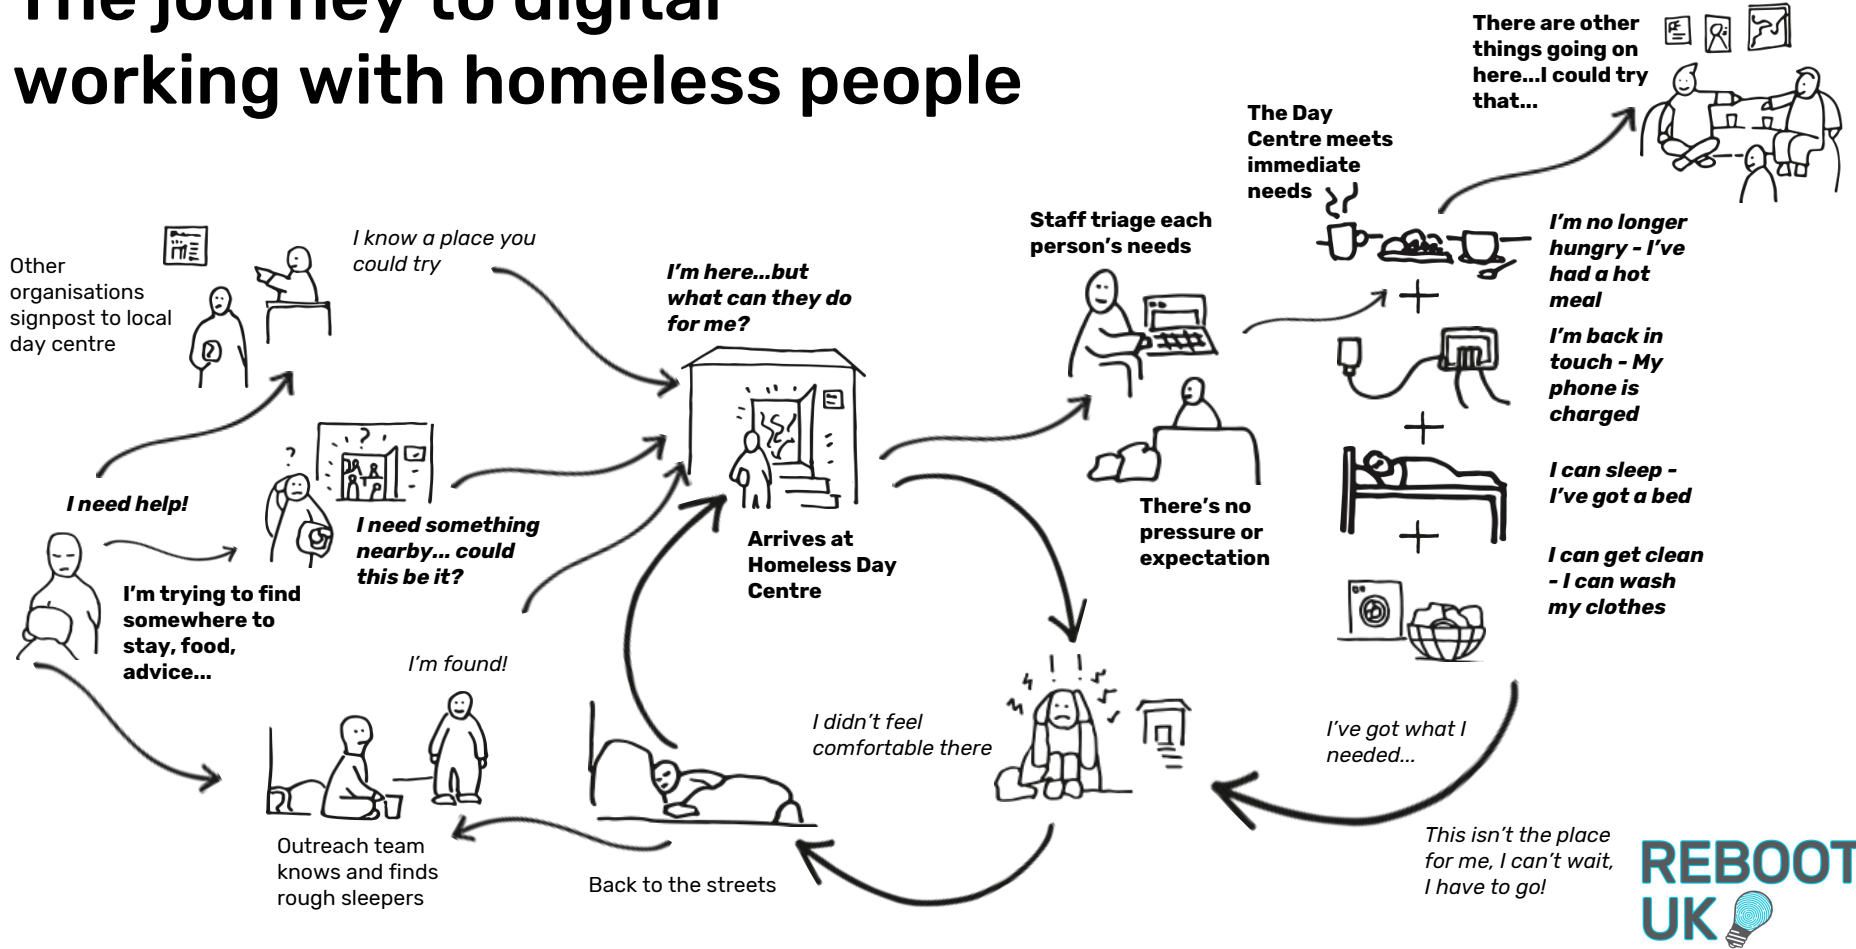 The journey to digital
working with homeless people
There are other
things going on
here...I could try
that...
The Day
Centre meets
immediate
needs
Staff triage each
person's needs
I'm no longer
hungry - I've
had a hot
meal
I know a place you
could try
Other
organisations
signpost to local
day centre
I'm here...but
what can they do
for me?
I'm back in
touch - My
phone is
charged
I can sleep -
I've got a bed
I need help!
I need something
nearby... could
this be it?
There's no
pressure or
expectation
Arrives at
Homeless Day
Centre
I can get clean
- I can wash
my clothes
I'm trying to find
somewhere to
stay, food,
advice...
I'm found!
I didn't feel
comfortable there
I've got what I
needed...
This isn't the place
for me, I can't wait,
I have to go!
Outreach team
knows and finds
rough sleepers
Back to the streets
REBOOT
UK